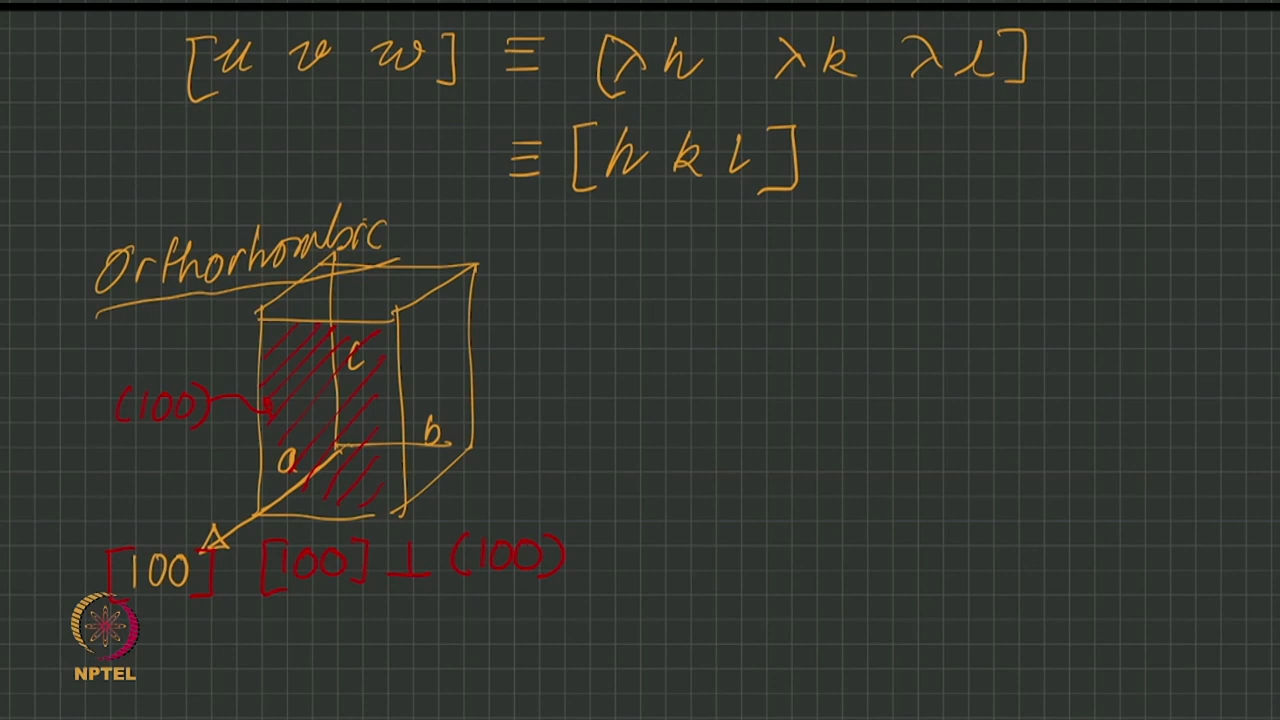 [u v w] ≡ [λh λk λl]
≡ [h k l]
Orthorhombic
c
(100)
b
a
[100] [100] ⊥ (100)
NPTEL